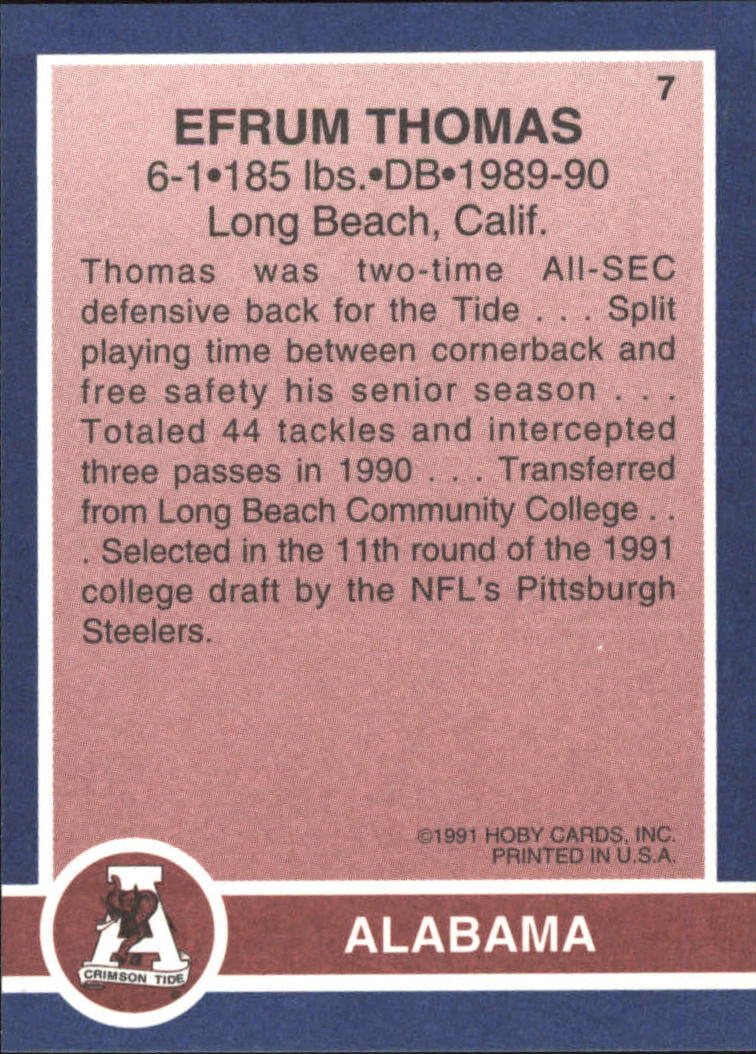 7
EFRUM THOMAS
6-1•185 lbs.•DB•1989-90
Long Beach, Calif.
Thomas was two-time All-SEC
defensive back for the Tide . . . Split
playing time between cornerback and
free safety his senior season . . .
Totaled 44 tackles and intercepted
three passes in 1990 . . . Transferred
from Long Beach Community College . .
. Selected in the 11th round of the 1991
college draft by the NFL's Pittsburgh
Steelers.
©1991 HOBY CARDS, INC.
PRINTED IN U.S.A.
A
CRIMSON TIDE
ALABAMA